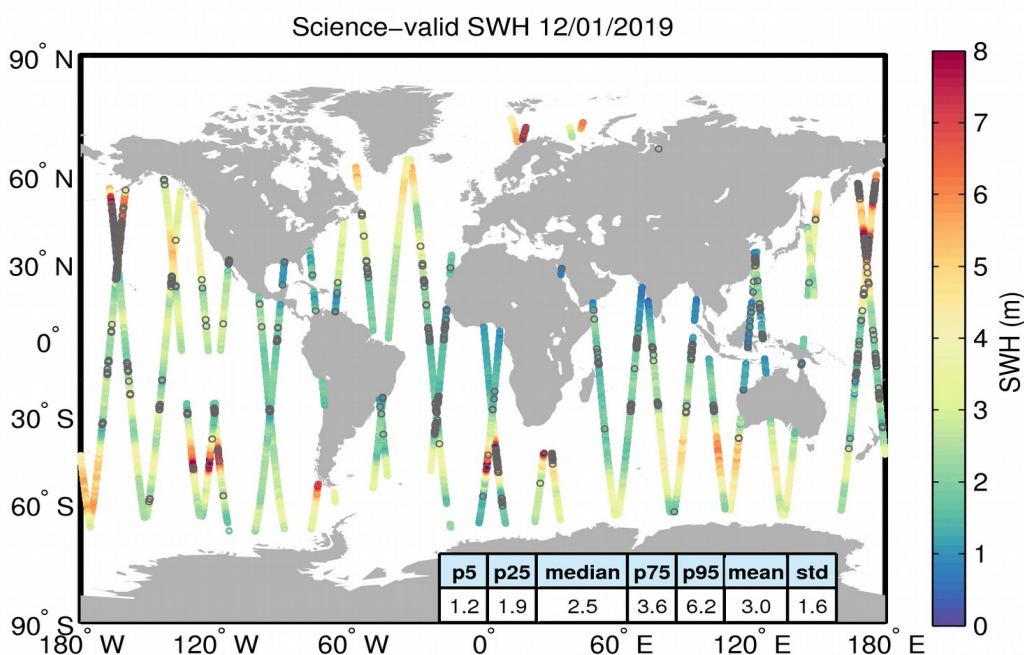 Science−valid SWH 12/01/2019
90° N
60° N
30° N
0°
30° S
60° S
90° S
180° W
120° W
60° W
0°
60° E
120° E
180° E
p5 p25 median p75 p95 mean std
1.2 1.9 2.5 3.6 6.2 3.0 1.6
8
7
6
5
4
3
2
1
0
SWH (m)